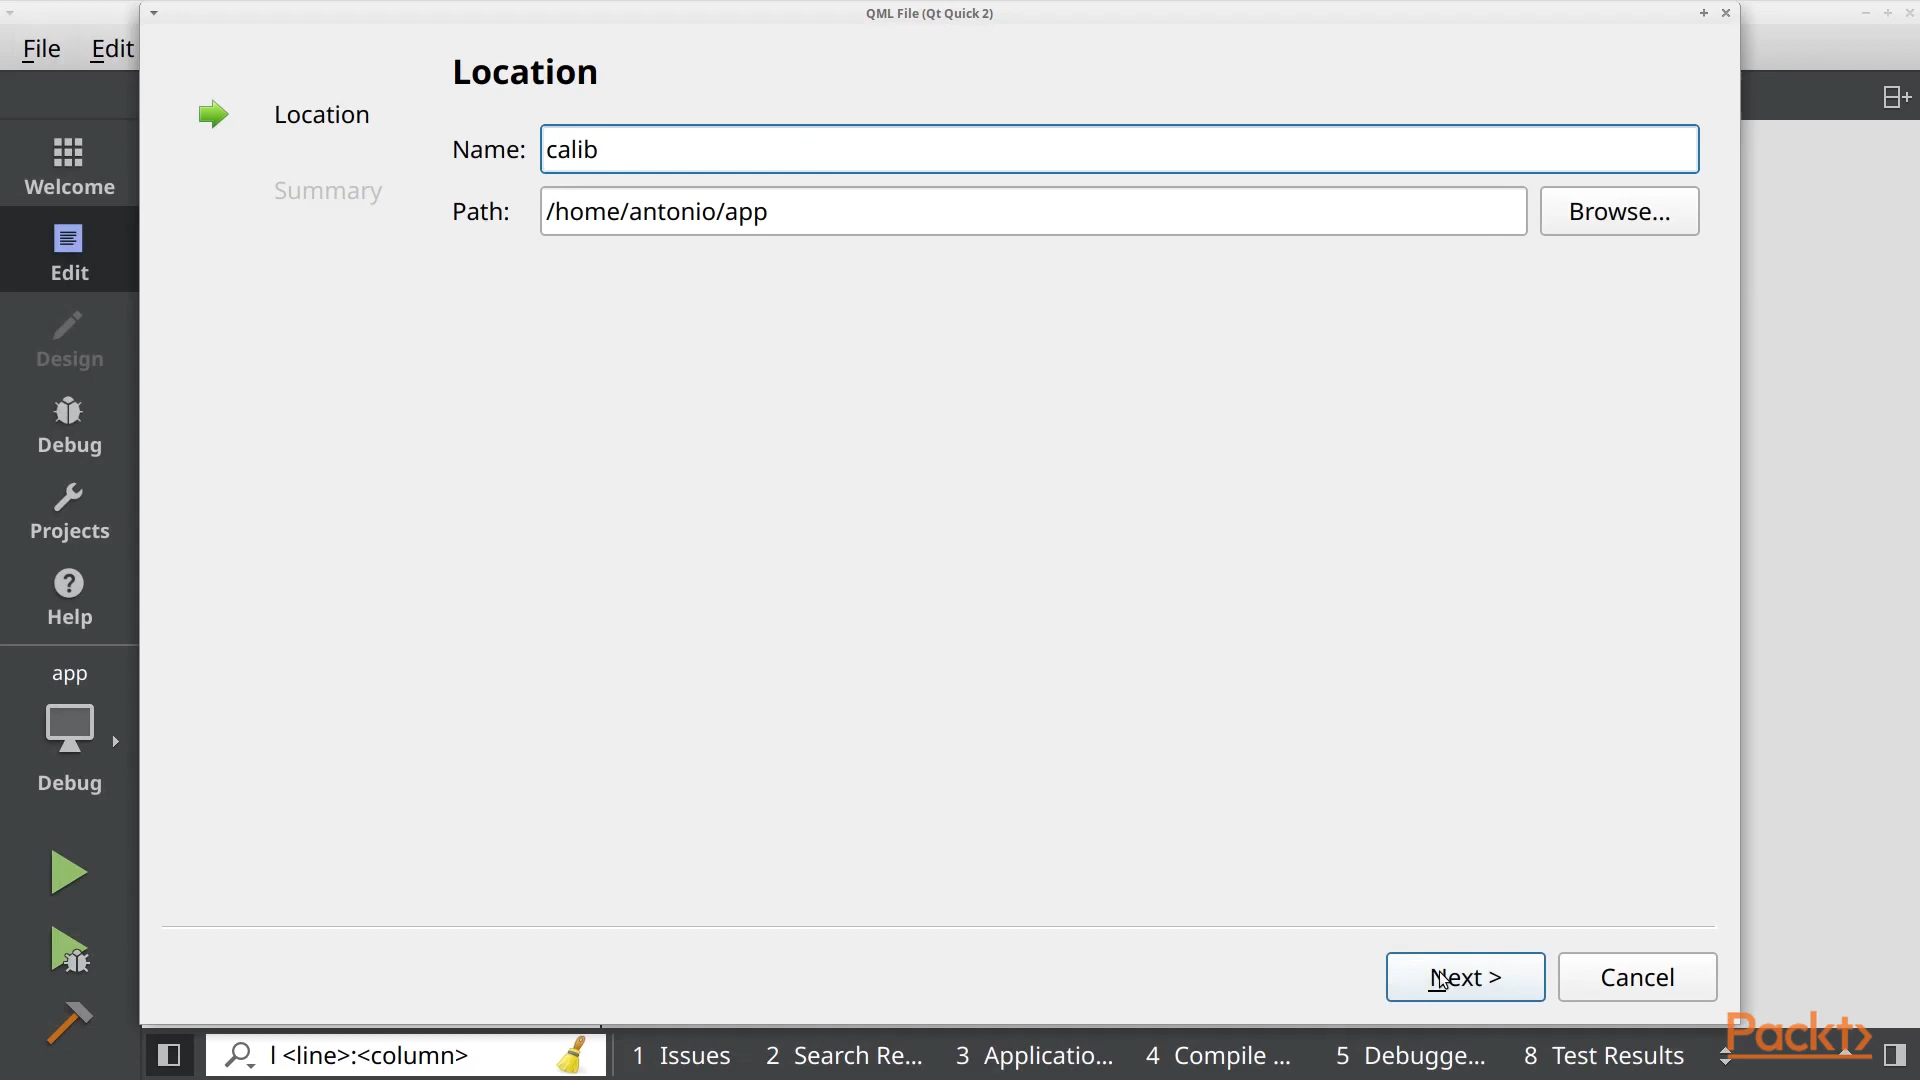 QML File (Qt Quick 2)
File Edit
Location
Location
Name: calib
Summary
Path: /home/antonio/app Browse...
Welcome
Edit
Design
Debug
Projects
Help
app
Debug
Next > Cancel
l <line>:<column> 1 Issues 2 Search Re... 3 Applicatio... 4 Compile ... 5 Debugge... 8 Test Results
Packt>